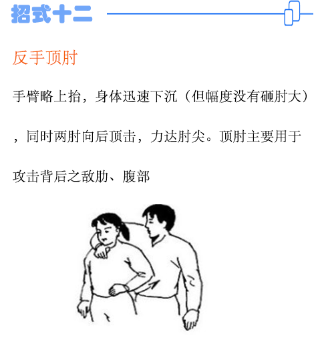 招式十二
反手顶肘
手臂略上抬，身体迅速下沉（但幅度没有砸肘大）
，同时两肘向后顶击，力达肘尖。顶肘主要用于
攻击背后之敌肋、腹部